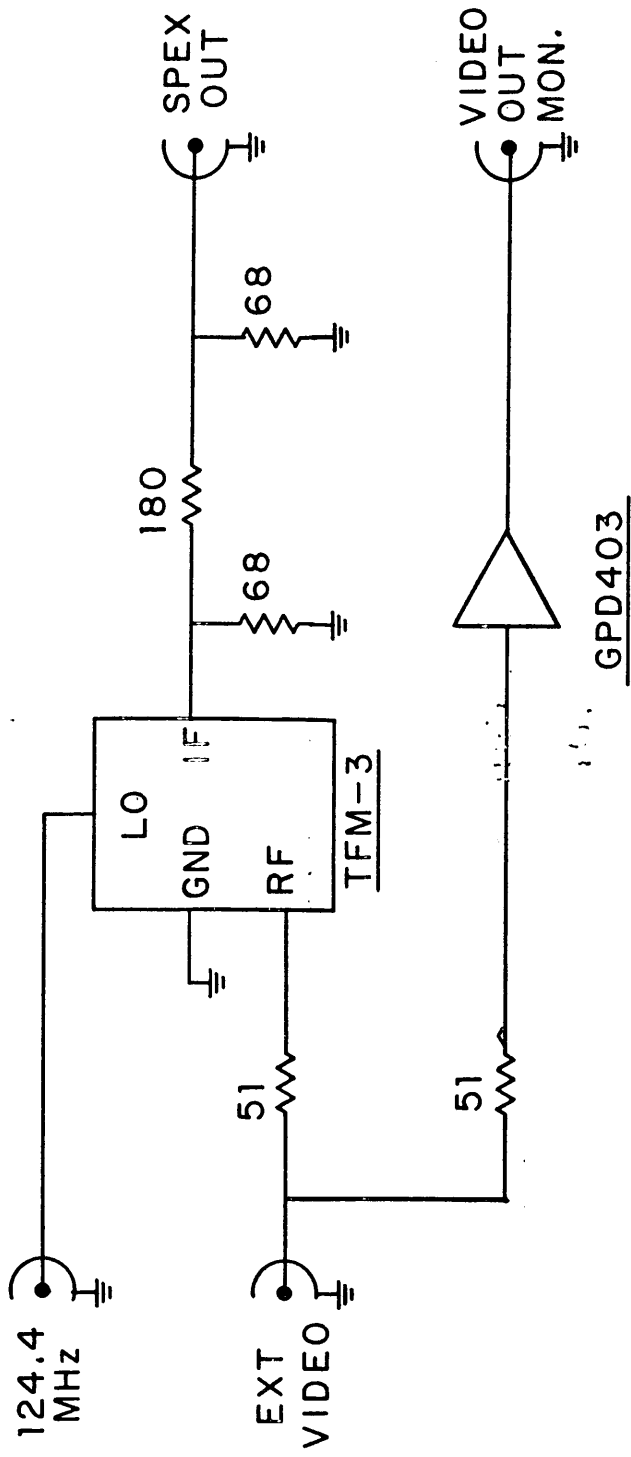 124.4
MHz
EXT
VIDEO
51
51
GND
LO
RF
IF
TFM-3
68
180
68
GPD403
SPEX
OUT
VIDEO
OUT
MON.